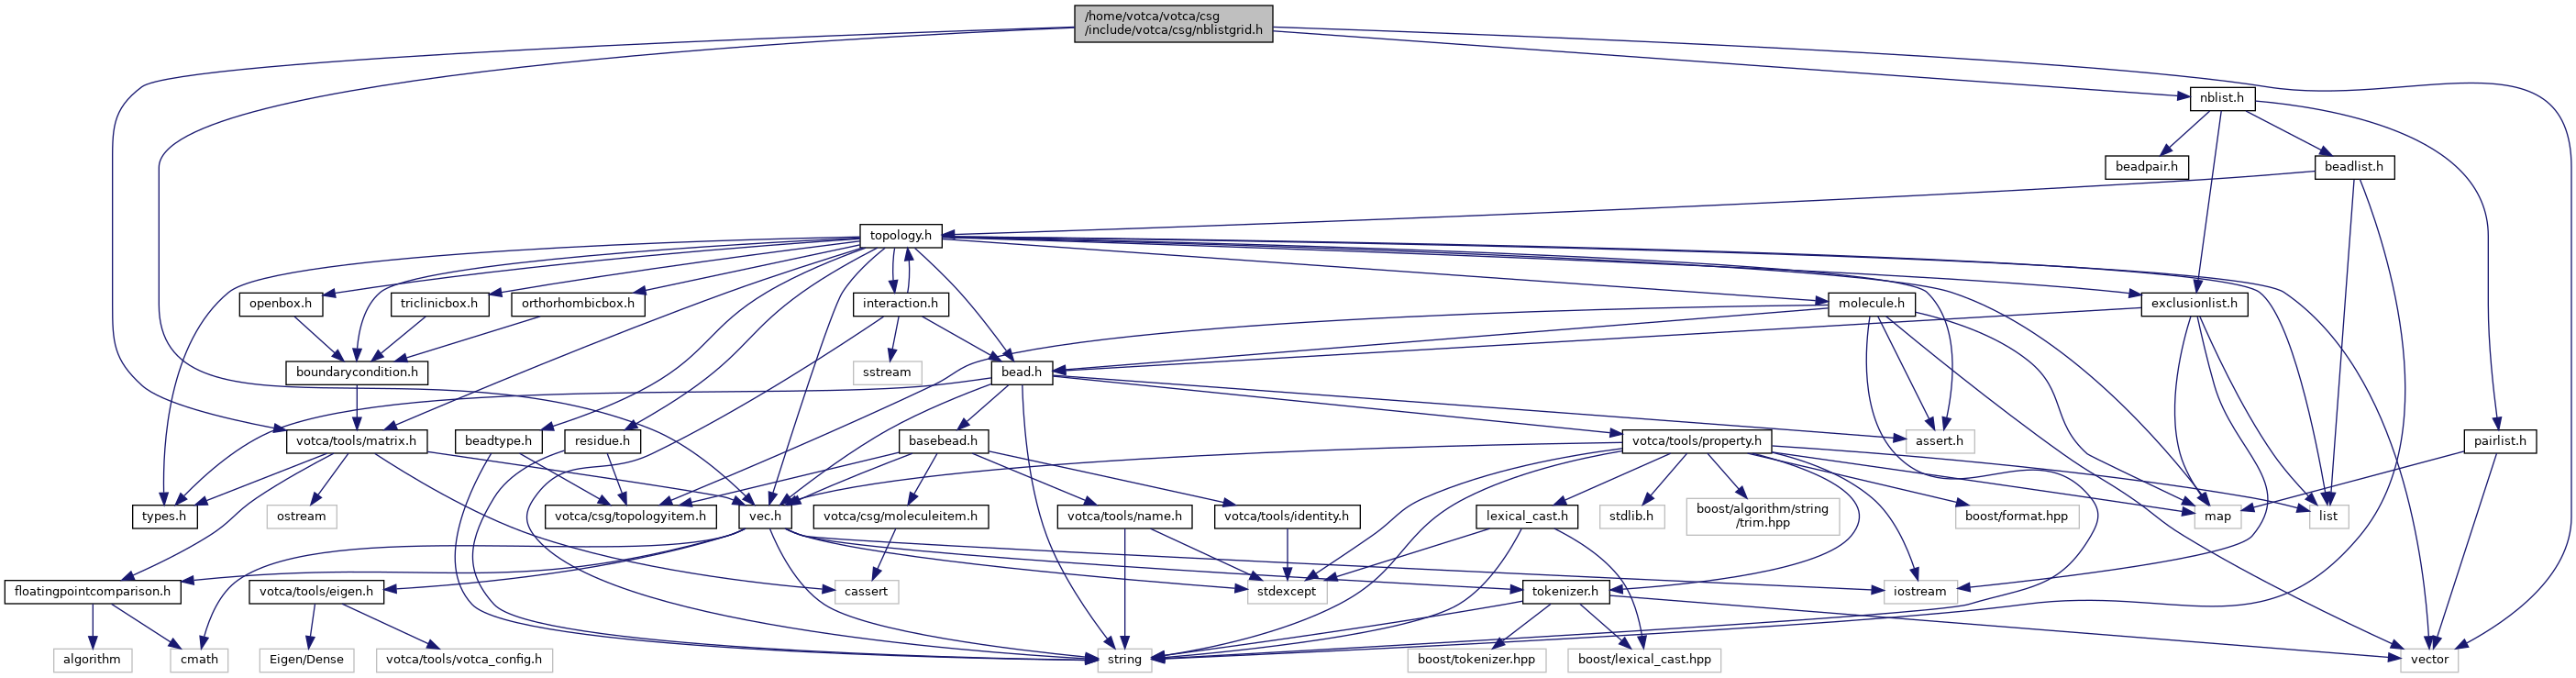 /home/votca/votca/csg
/include/votca/csg/nblistgrid.h
nblist.h
beadpair.h
beadlist.h
topology.h
openbox.h
triclinicbox.h
orthorhombicbox.h
interaction.h
molecule.h
exclusionlist.h
boundarycondition.h
sstream
bead.h
votca/tools/matrix.h
beadtype.h
residue.h
basebead.h
votca/tools/property.h
assert.h
pairlist.h
types.h
ostream
votca/csg/topologyitem.h
vec.h
votca/csg/moleculeitem.h
votca/tools/name.h
votca/tools/identity.h
lexical_cast.h
stdlib.h
boost/algorithm/string
/trim.hpp
boost/format.hpp
map
list
floatingpointcomparison.h
votca/tools/eigen.h
cassert
stdexcept
tokenizer.h
iostream
algorithm
cmath
Eigen/Dense
votca/tools/votca_config.h
string
boost/tokenizer.hpp
boost/lexical_cast.hpp
vector